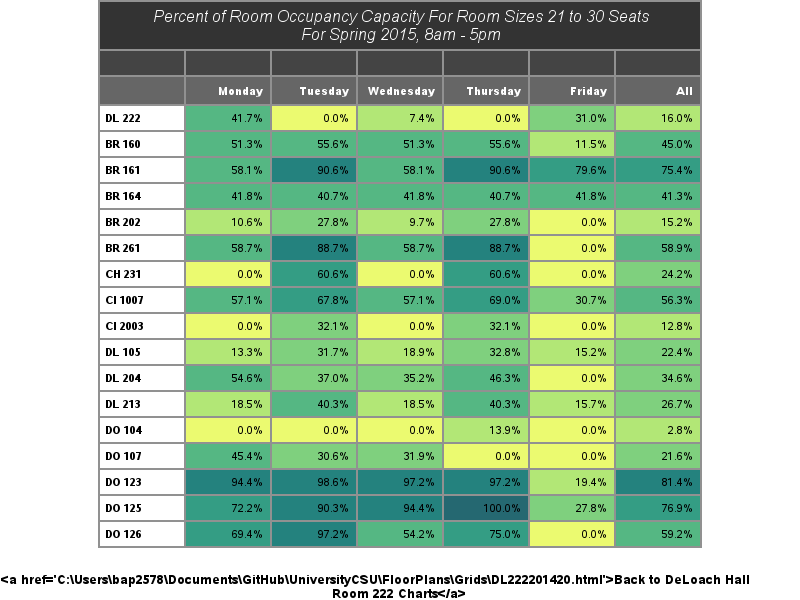 Percent of Room Occupancy Capacity For Room Sizes 21 to 30 Seats
For Spring 2015, 8am - 5pm
Monday Tuesday Wednesday Thursday Friday All
DL 222 41.7% 0.0% 7.4% 0.0% 31.0% 16.0%
BR 160 51.3% 55.6% 51.3% 55.6% 11.5% 45.0%
BR 161 58.1% 90.6% 58.1% 90.6% 79.6% 75.4%
BR 164 41.8% 40.7% 41.8% 40.7% 41.8% 41.3%
BR 202 10.6% 27.8% 9.7% 27.8% 0.0% 15.2%
BR 261 58.7% 88.7% 58.7% 88.7% 0.0% 58.9%
CH 231 0.0% 60.6% 0.0% 60.6% 0.0% 24.2%
CI 1007 57.1% 67.8% 57.1% 69.0% 30.7% 56.3%
CI 2003 0.0% 32.1% 0.0% 32.1% 0.0% 12.8%
DL 105 13.3% 31.7% 18.9% 32.8% 15.2% 22.4%
DL 204 54.6% 37.0% 35.2% 46.3% 0.0% 34.6%
DL 213 18.5% 40.3% 18.5% 40.3% 15.7% 26.7%
DO 104 0.0% 0.0% 0.0% 13.9% 0.0% 2.8%
DO 107 45.4% 30.6% 31.9% 0.0% 0.0% 21.6%
DO 123 94.4% 98.6% 97.2% 97.2% 19.4% 81.4%
DO 125 72.2% 90.3% 94.4% 100.0% 27.8% 76.9%
DO 126 69.4% 97.2% 54.2% 75.0% 0.0% 59.2%
<a href='C:\Users\bap2578\Documents\GitHub\UniversityCSU\FloorPlans\Grids\DL222201420.html'>Back to DeLoach Hall
Room 222 Charts</a>